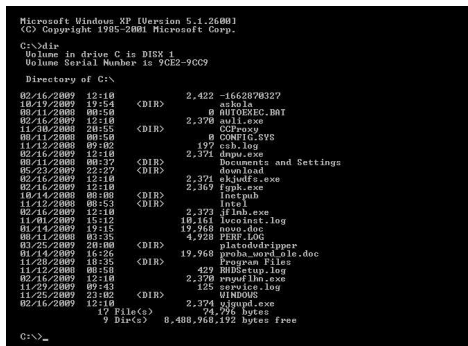 Microsoft Windows XP [Version 5.1.2600]
(C) Copyright 1985-2001 Microsoft Corp.
C:\>dir
Volume in drive C is DISK 1
Volume Serial Number is 9CE2-9CC9
Directory of C:\
02/16/2009 12:10 2,422 -1662870327
10/19/2009 19:54 <DIR> askola
08/11/2008 00:50 0 AUTOEXEC.BAT
02/16/2009 12:10 2,370 awli.exe
11/30/2008 20:55 <DIR> CCProxy
08/11/2008 00:50 0 CONFIG.SYS
11/12/2008 09:02 197 csb.log
02/16/2009 12:10 2,371 dmpw.exe
08/11/2008 00:37 <DIR> Documents and Settings
05/23/2009 22:27 <DIR> download
02/16/2009 12:10 2,371 ekjwdfs.exe
02/16/2009 12:10 2,369 fgpk.exe
10/14/2008 08:08 <DIR> Inetpub
11/12/2008 08:53 <DIR> Intel
02/16/2009 12:10 2,373 jflmb.exe
11/01/2009 15:12 10,161 lvcoinst.log
01/14/2009 19:15 19,968 novo.doc
08/11/2008 03:35 4,928 PERF.LOG
03/25/2009 20:00 <DIR> platodvdripper
01/14/2009 16:26 19,968 proba_word_ole.doc
11/28/2009 18:35 <DIR> Program Files
11/12/2008 08:58 429 RHDSetup.log
02/16/2009 12:10 2,370 rmywflhn.exe
11/29/2009 09:43 125 service.log
11/25/2009 23:02 <DIR> WINDOWS
02/16/2009 12:10 2,374 yjgupd.exe
17 File(s) 74,796 bytes
9 Dir(s) 8,488,968,192 bytes free
C:\>_